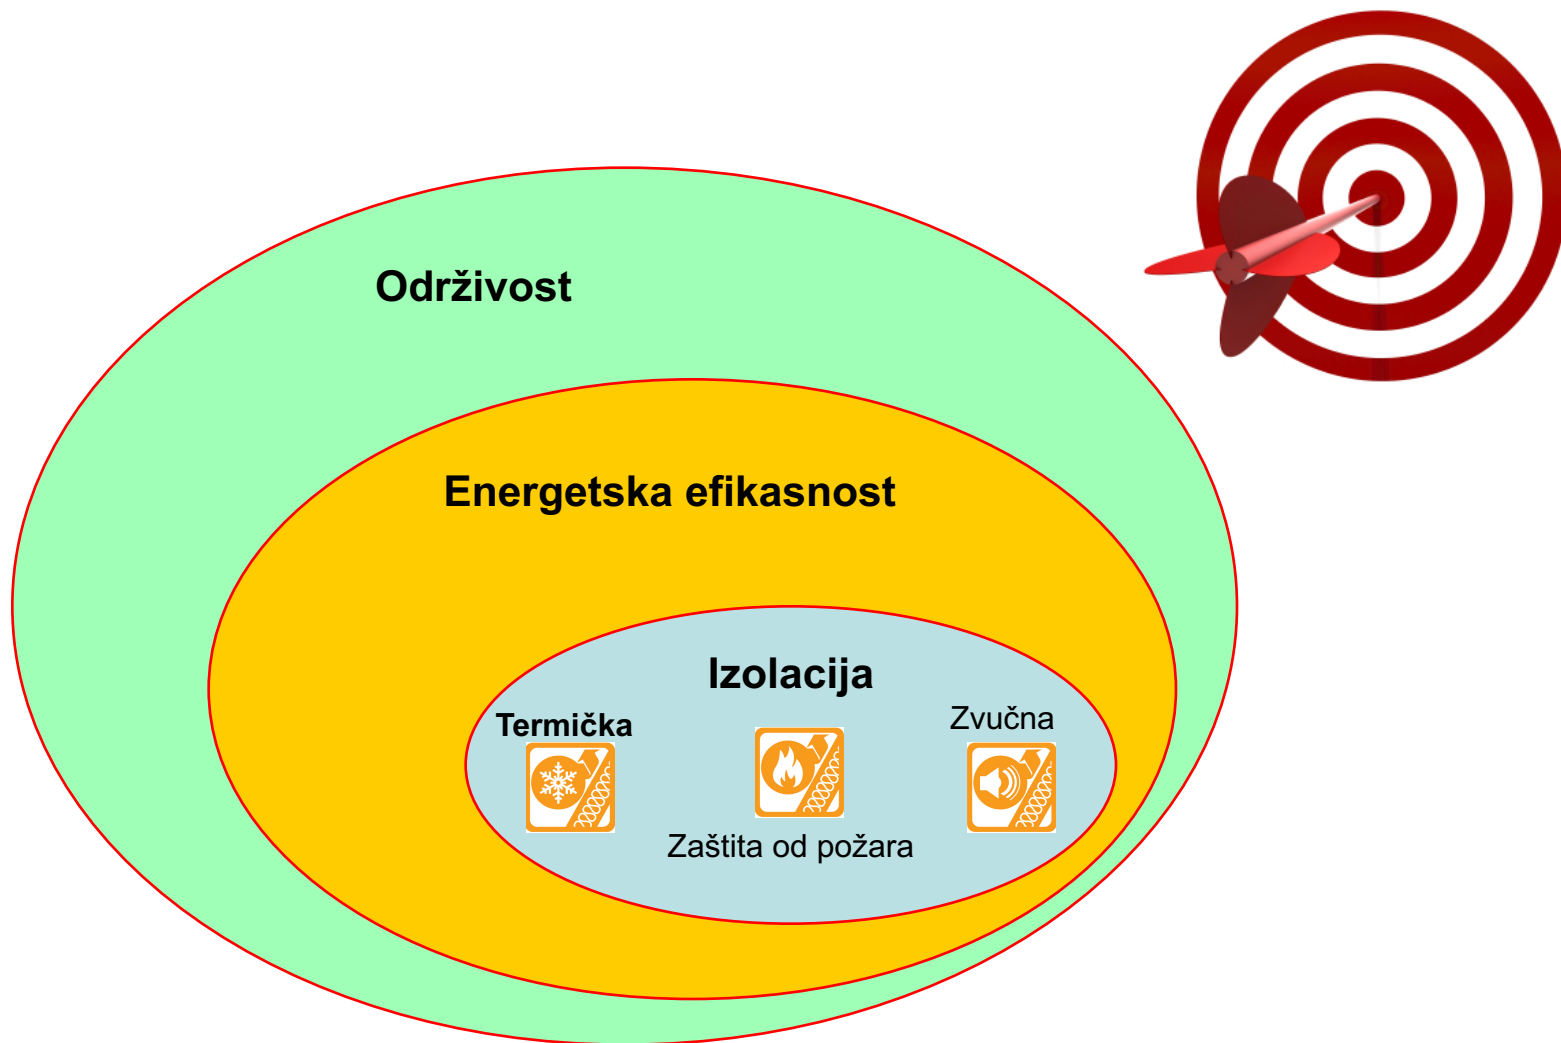 Održivost
Energetska efikasnost
Izolacija
Termička
Zvučna
Zaštita od požara